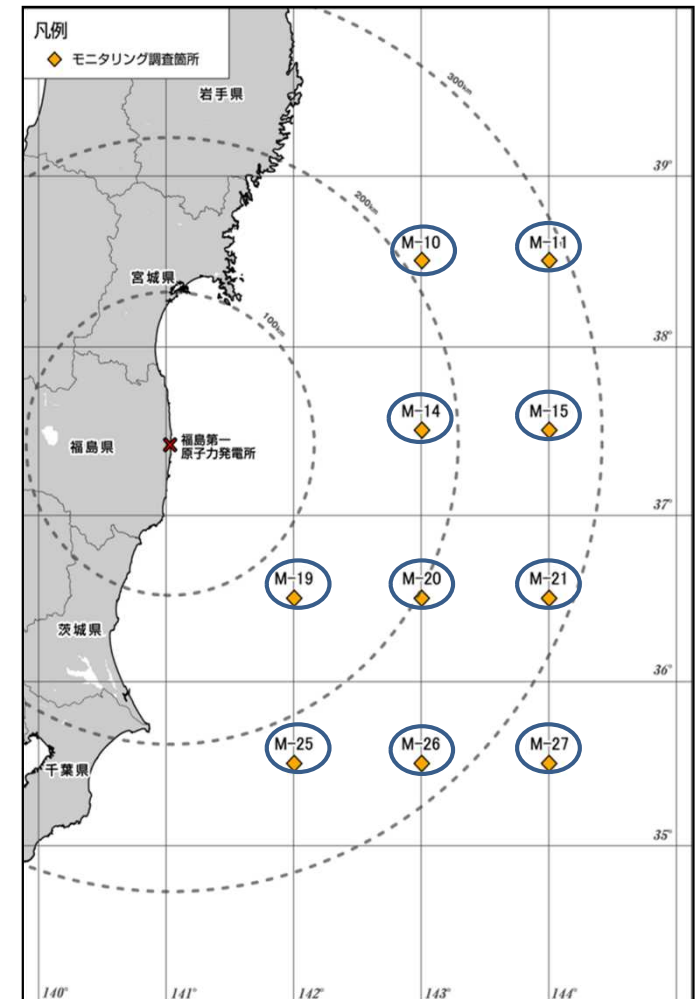 凡例
モニタリング調査箇所
岩手県
300km
39°
200km
M-10
M-11
宮城県
100km
38°
M-14
M-15
福島県
福島第一
原子力発電所
37°
M-19
M-20
M-21
茨城県
36°
M-25
M-26
M-27
千葉県
35°
140°
141°
142°
143°
144°